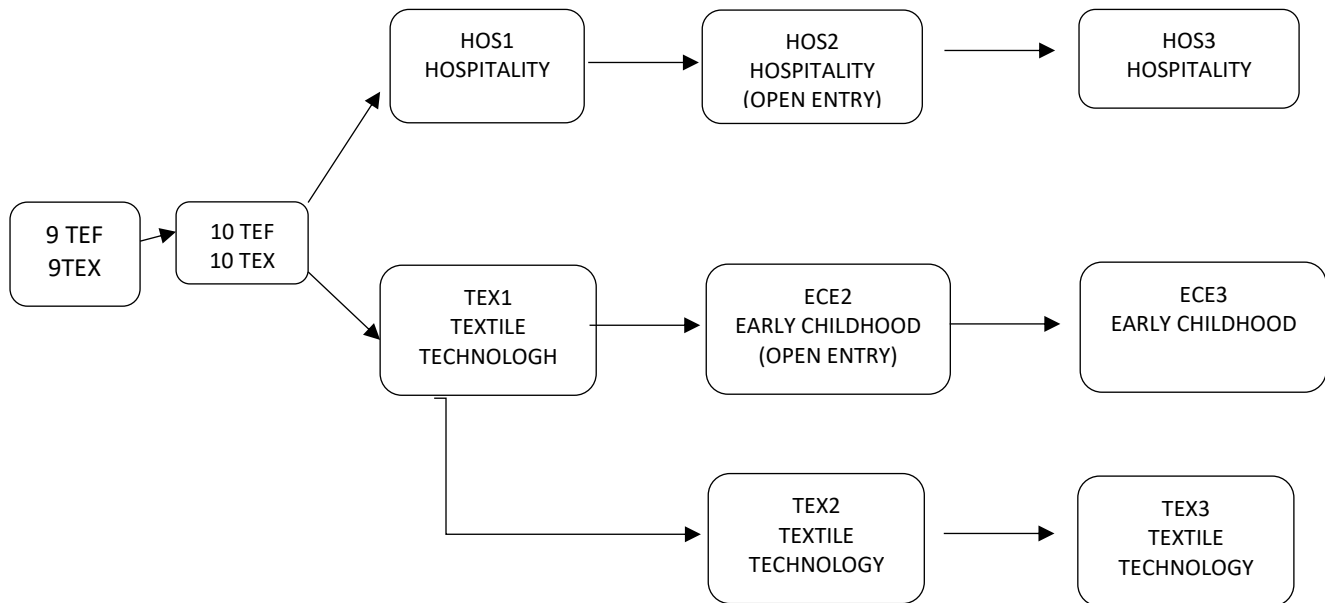 HOS1
HOSPITALITY
HOS2
HOSPITALITY
(OPEN ENTRY)
HOS3
HOSPITALITY
9 TEF
9TEX
10 TEF
10 TEX
TEX1
TEXTILE
TECHNOLOGH
ECE2
EARLY CHILDHOOD
(OPEN ENTRY)
ECE3
EARLY CHILDHOOD
TEX2
TEXTILE
TECHNOLOGY
TEX3
TEXTILE
TECHNOLOGY